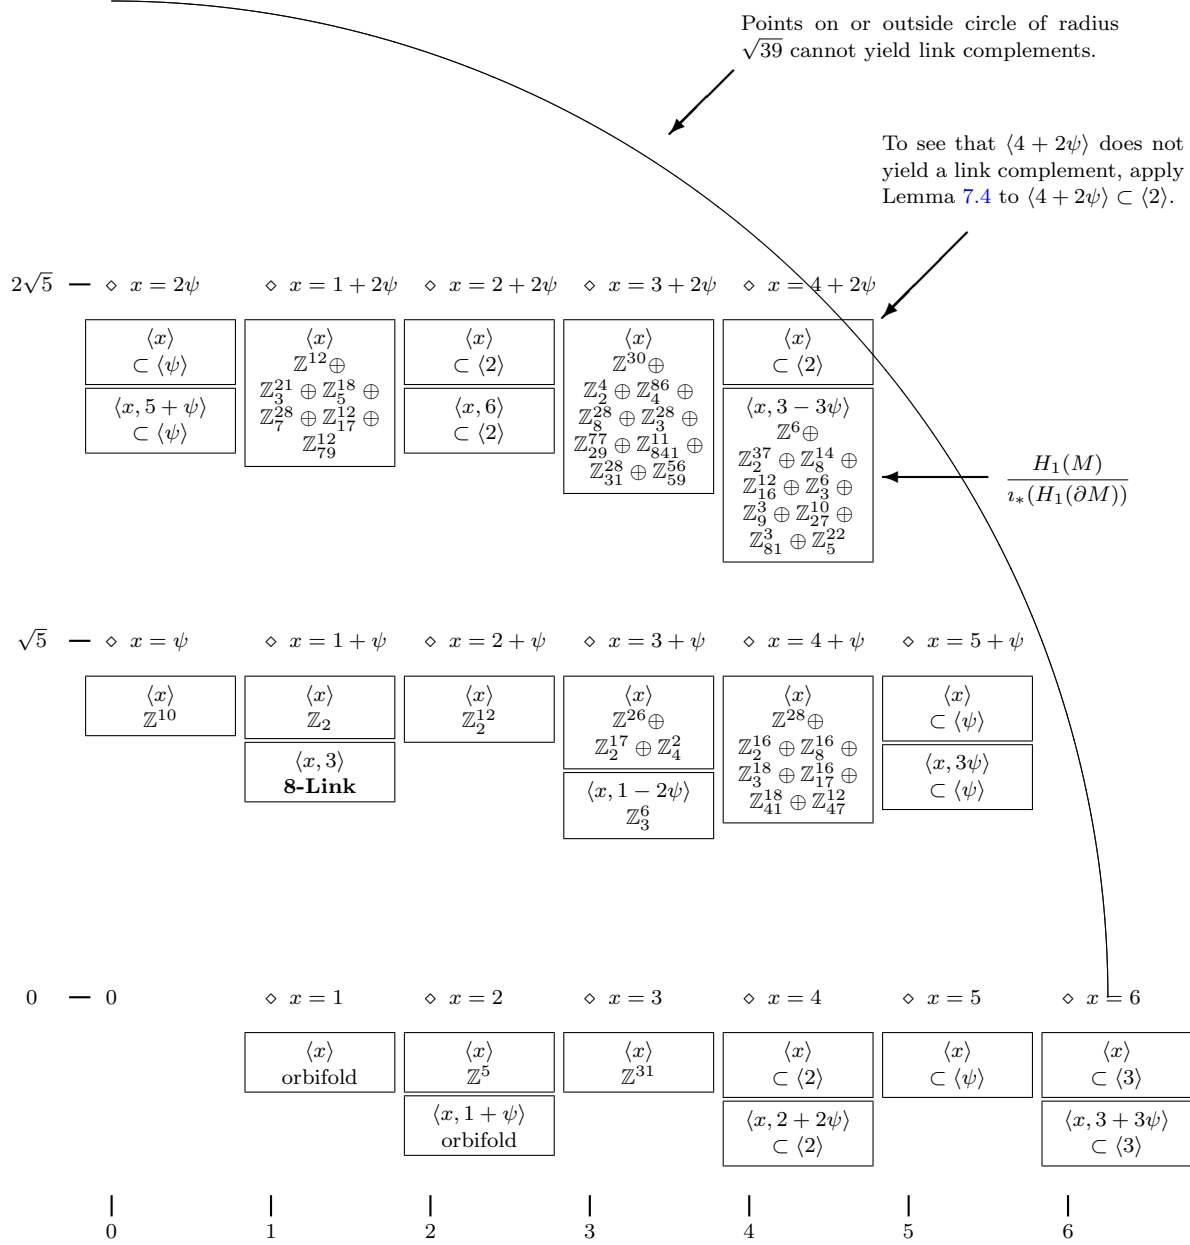 Points on or outside circle of radius
√39 cannot yield link complements.
To see that ⟨4 + 2ψ⟩ does not
yield a link complement, apply
Lemma 7.4 to ⟨4 + 2ψ⟩ ⊂ ⟨2⟩.
2√5
x = 2ψ
x = 1 + 2ψ
x = 2 + 2ψ
x = 3 + 2ψ
x = 4 + 2ψ
⟨x⟩
⊂ ⟨ψ⟩
⟨x, 5 + ψ⟩
⊂ ⟨ψ⟩
⟨x⟩
ℤ^12 ⊕
ℤ_3^21 ⊕ ℤ_5^18 ⊕
ℤ_7^28 ⊕ ℤ_17^12 ⊕
ℤ_79^12
⟨x⟩
⊂ ⟨2⟩
⟨x, 6⟩
⊂ ⟨2⟩
⟨x⟩
ℤ^30 ⊕
ℤ_2^4 ⊕ ℤ_4^86 ⊕
ℤ_8^28 ⊕ ℤ_3^28 ⊕
ℤ_29^77 ⊕ ℤ_841^11 ⊕
ℤ_31^28 ⊕ ℤ_59^56
⟨x⟩
⊂ ⟨2⟩
⟨x, 3 − 3ψ⟩
ℤ^6 ⊕
ℤ_2^37 ⊕ ℤ_8^14 ⊕
ℤ_16^12 ⊕ ℤ_3^6 ⊕
ℤ_9^3 ⊕ ℤ_27^10 ⊕
ℤ_81^3 ⊕ ℤ_5^22
H_1(M)
ı_*(H_1(∂M))
√5
x = ψ
x = 1 + ψ
x = 2 + ψ
x = 3 + ψ
x = 4 + ψ
x = 5 + ψ
⟨x⟩
ℤ^10
⟨x⟩
ℤ_2
⟨x, 3⟩
8-Link
⟨x⟩
ℤ_2^12
⟨x⟩
ℤ^26 ⊕
ℤ_2^17 ⊕ ℤ_4^2
⟨x, 1 − 2ψ⟩
ℤ_3^6
⟨x⟩
ℤ^28 ⊕
ℤ_2^16 ⊕ ℤ_8^16 ⊕
ℤ_3^18 ⊕ ℤ_17^16 ⊕
ℤ_41^18 ⊕ ℤ_47^12
⟨x⟩
⊂ ⟨ψ⟩
⟨x, 3ψ⟩
⊂ ⟨ψ⟩
0
0
x = 1
x = 2
x = 3
x = 4
x = 5
x = 6
⟨x⟩
orbifold
⟨x⟩
ℤ^5
⟨x, 1 + ψ⟩
orbifold
⟨x⟩
ℤ^31
⟨x⟩
⊂ ⟨2⟩
⟨x, 2 + 2ψ⟩
⊂ ⟨2⟩
⟨x⟩
⊂ ⟨ψ⟩
⟨x⟩
⊂ ⟨3⟩
⟨x, 3 + 3ψ⟩
⊂ ⟨3⟩
0
1
2
3
4
5
6